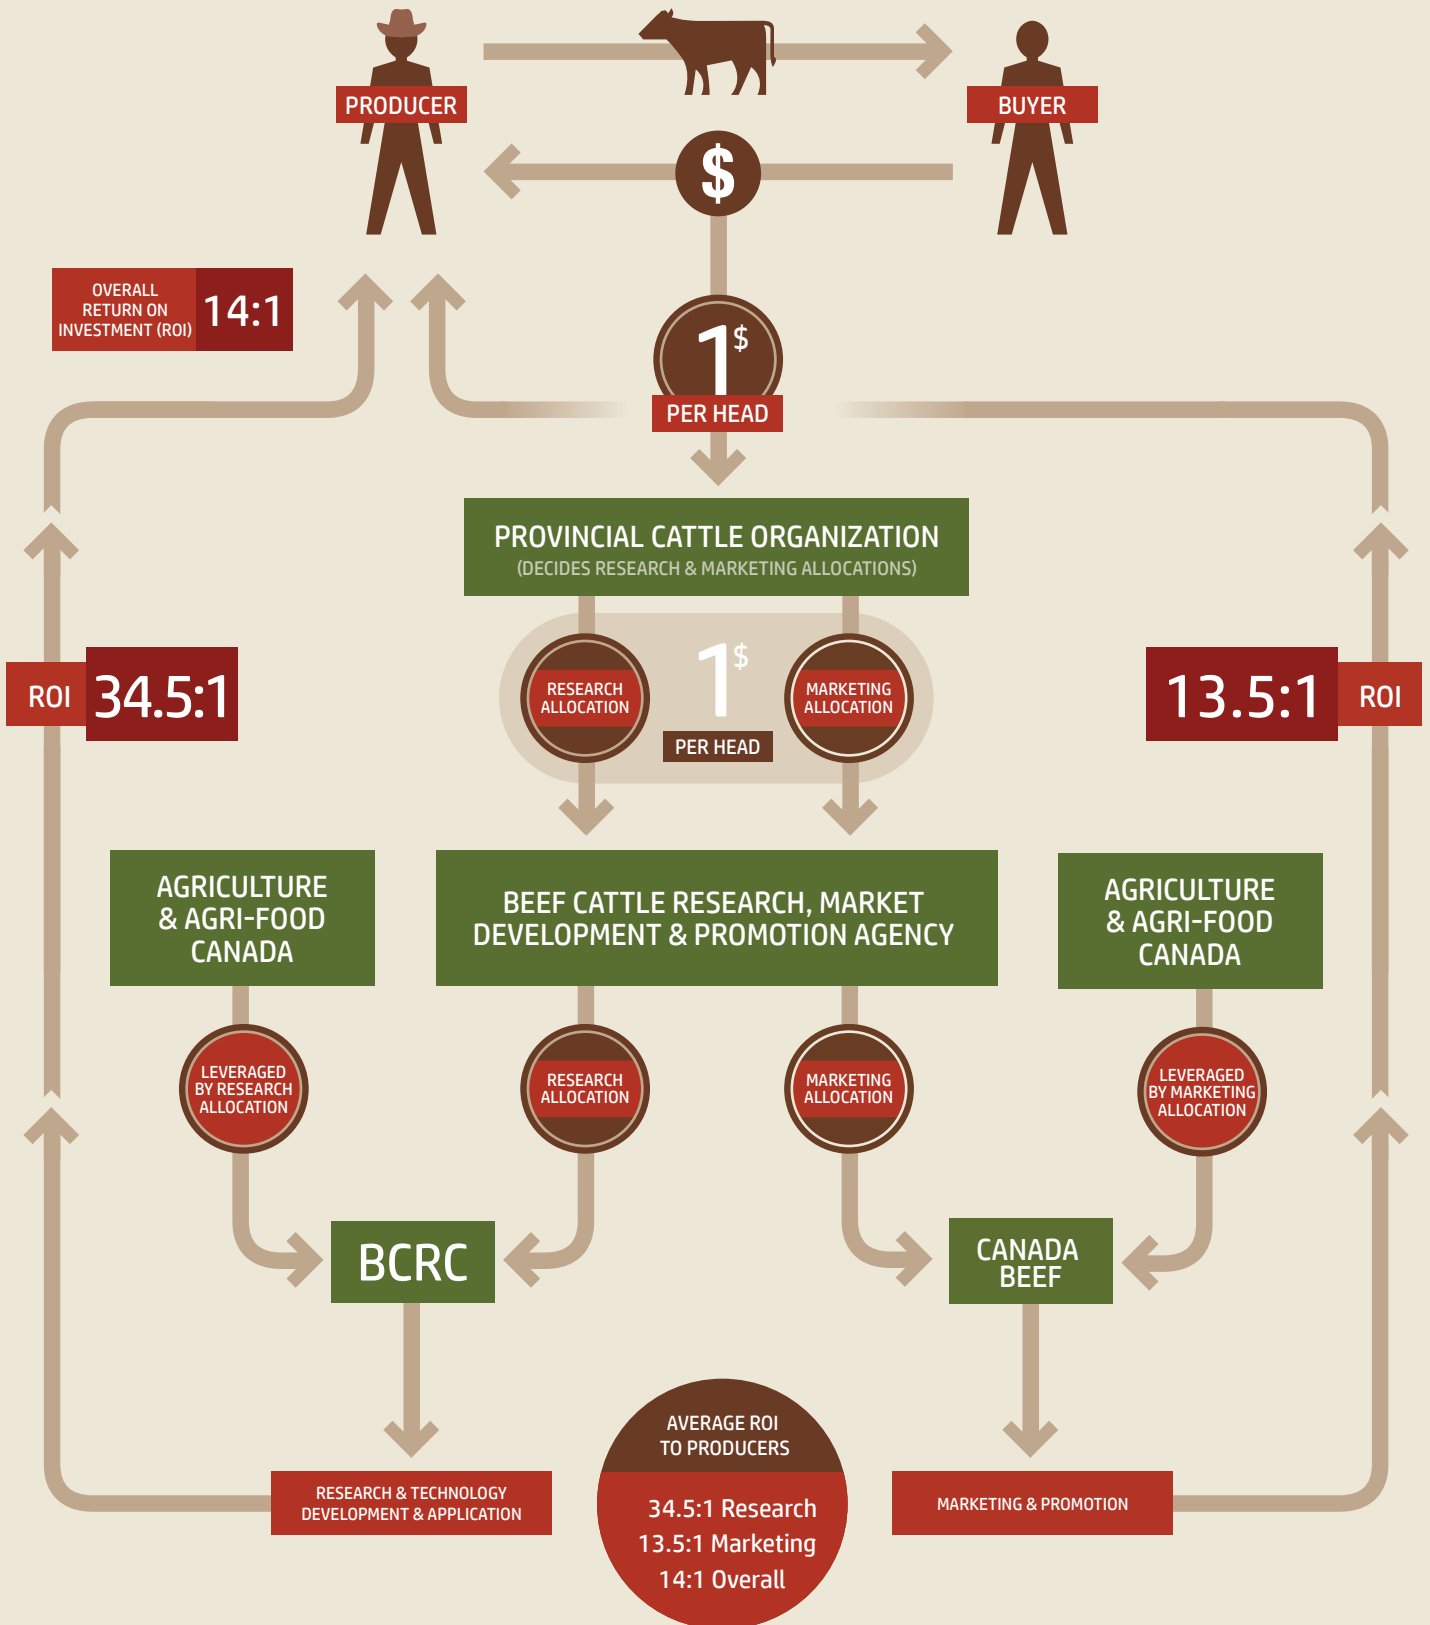 PRODUCER
BUYER
$
OVERALL
RETURN ON
INVESTMENT (ROI)
14:1
1$
PER HEAD
PROVINCIAL CATTLE ORGANIZATION
(DECIDES RESEARCH & MARKETING ALLOCATIONS)
ROI 34.5:1
RESEARCH
ALLOCATION
1$
PER HEAD
MARKETING
ALLOCATION
13.5:1 ROI
AGRICULTURE
& AGRI-FOOD
CANADA
BEEF CATTLE RESEARCH, MARKET
DEVELOPMENT & PROMOTION AGENCY
AGRICULTURE
& AGRI-FOOD
CANADA
LEVERAGED
BY RESEARCH
ALLOCATION
RESEARCH
ALLOCATION
MARKETING
ALLOCATION
LEVERAGED
BY MARKETING
ALLOCATION
BCRC
CANADA
BEEF
RESEARCH & TECHNOLOGY
DEVELOPMENT & APPLICATION
AVERAGE ROI
TO PRODUCERS
34.5:1 Research
13.5:1 Marketing
14:1 Overall
MARKETING & PROMOTION